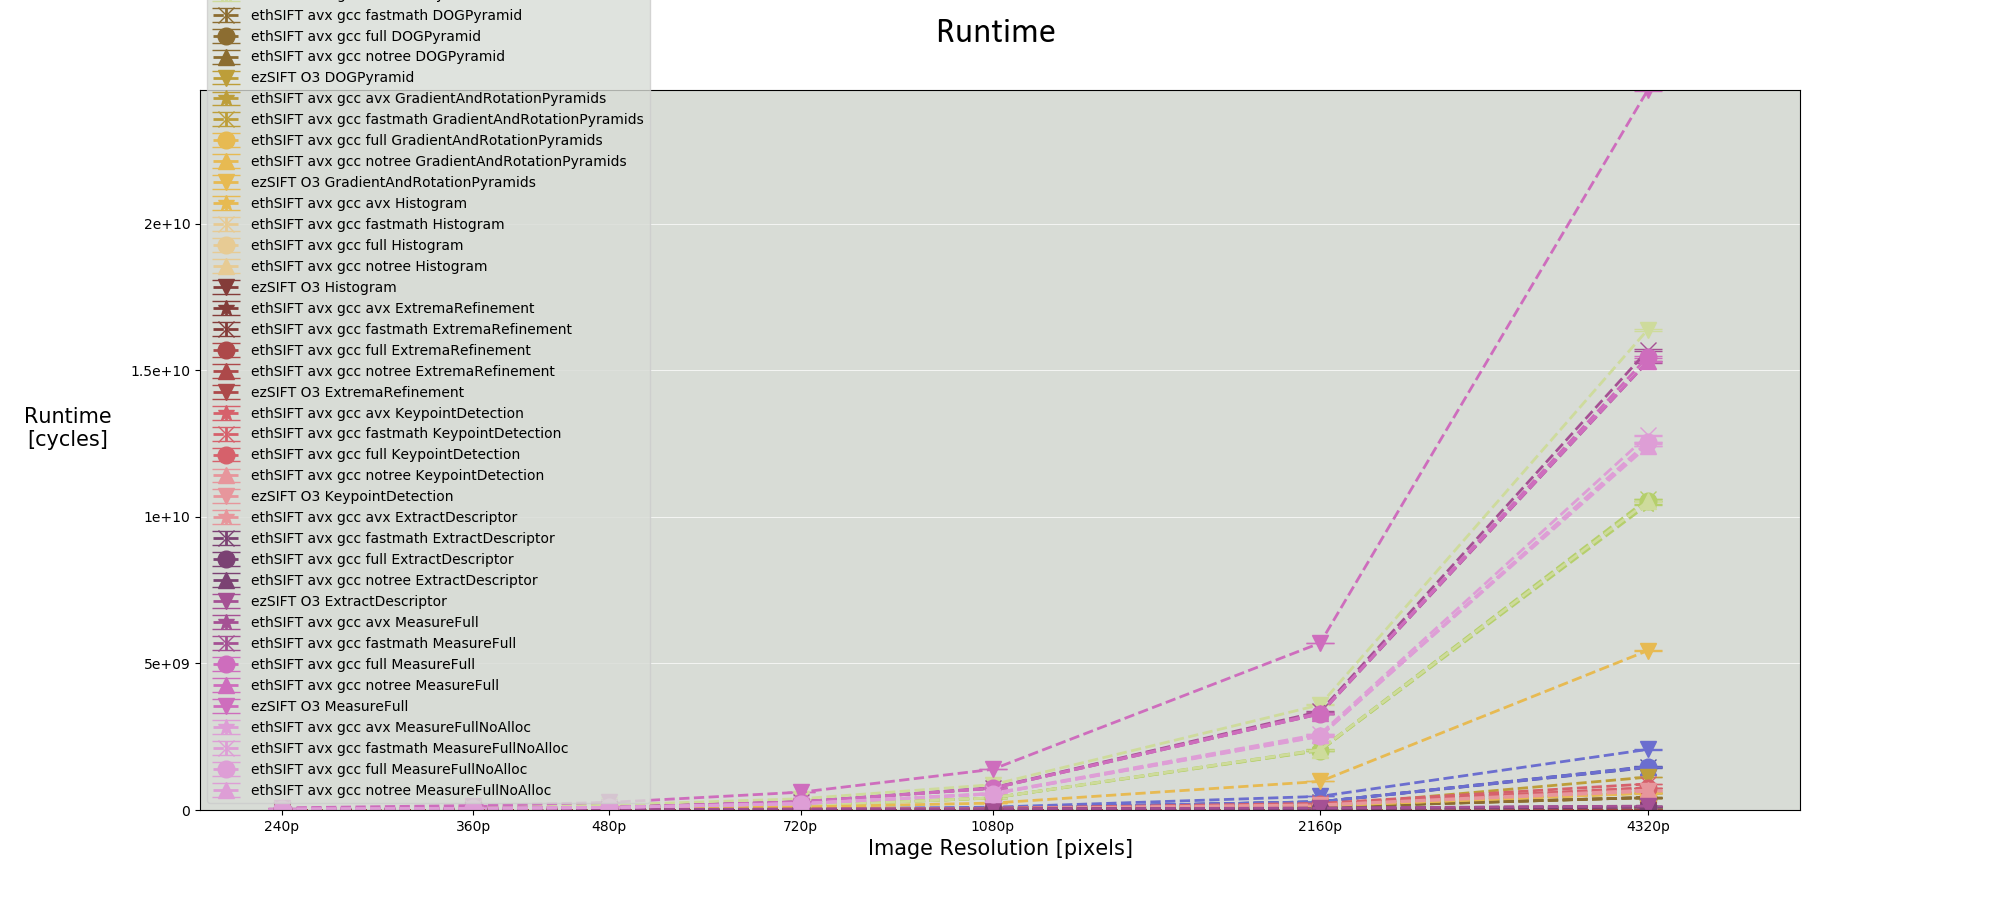 Runtime
ethSIFT avx gcc fastmath DOGPyramid
ethSIFT avx gcc full DOGPyramid
ethSIFT avx gcc notree DOGPyramid
ezSIFT O3 DOGPyramid
ethSIFT avx gcc avx GradientAndRotationPyramids
ethSIFT avx gcc fastmath GradientAndRotationPyramids
ethSIFT avx gcc full GradientAndRotationPyramids
ethSIFT avx gcc notree GradientAndRotationPyramids
ezSIFT O3 GradientAndRotationPyramids
ethSIFT avx gcc avx Histogram
ethSIFT avx gcc fastmath Histogram
ethSIFT avx gcc full Histogram
ethSIFT avx gcc notree Histogram
ezSIFT O3 Histogram
ethSIFT avx gcc avx ExtremaRefinement
ethSIFT avx gcc fastmath ExtremaRefinement
ethSIFT avx gcc full ExtremaRefinement
ethSIFT avx gcc notree ExtremaRefinement
ezSIFT O3 ExtremaRefinement
ethSIFT avx gcc avx KeypointDetection
ethSIFT avx gcc fastmath KeypointDetection
ethSIFT avx gcc full KeypointDetection
ethSIFT avx gcc notree KeypointDetection
ezSIFT O3 KeypointDetection
ethSIFT avx gcc avx ExtractDescriptor
ethSIFT avx gcc fastmath ExtractDescriptor
ethSIFT avx gcc full ExtractDescriptor
ethSIFT avx gcc notree ExtractDescriptor
ezSIFT O3 ExtractDescriptor
ethSIFT avx gcc avx MeasureFull
ethSIFT avx gcc fastmath MeasureFull
ethSIFT avx gcc full MeasureFull
ethSIFT avx gcc notree MeasureFull
ezSIFT O3 MeasureFull
ethSIFT avx gcc avx MeasureFullNoAlloc
ethSIFT avx gcc fastmath MeasureFullNoAlloc
ethSIFT avx gcc full MeasureFullNoAlloc
ethSIFT avx gcc notree MeasureFullNoAlloc
2e+10
1.5e+10
1e+10
5e+09
0
Runtime
[cycles]
240p 360p 480p 720p 1080p 2160p 4320p
Image Resolution [pixels]